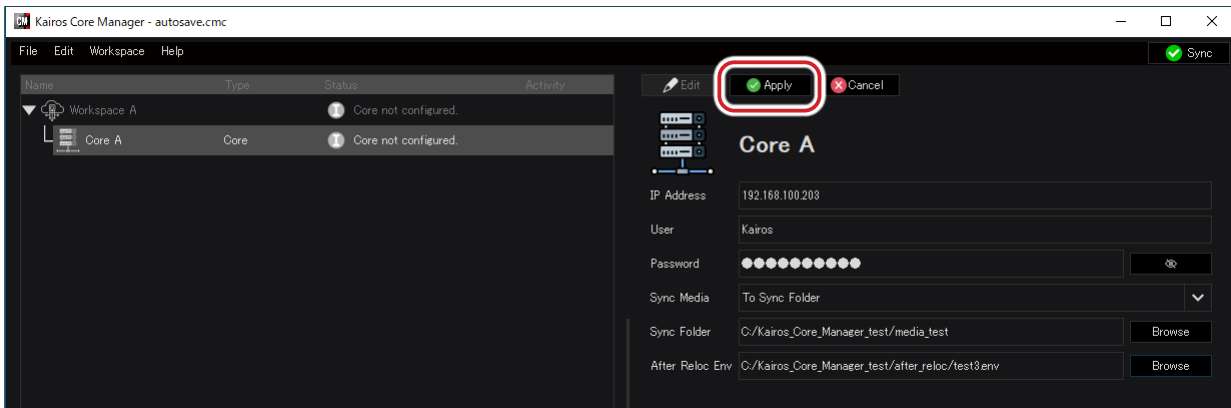 CM Kairos Core Manager - autosave.cmc
File Edit Workspace Help
Sync
Name Type Status Activity
Workspace A Core not configured.
Core A Core Core not configured.
Edit Apply Cancel
Core A
IP Address 192.168.100.203
User Kairos
Password ●●●●●●●●●●
Sync Media To Sync Folder
Sync Folder C:/Kairos_Core_Manager_test/media_test Browse
After Reloc Env C:/Kairos_Core_Manager_test/after_reloc/test3.env Browse